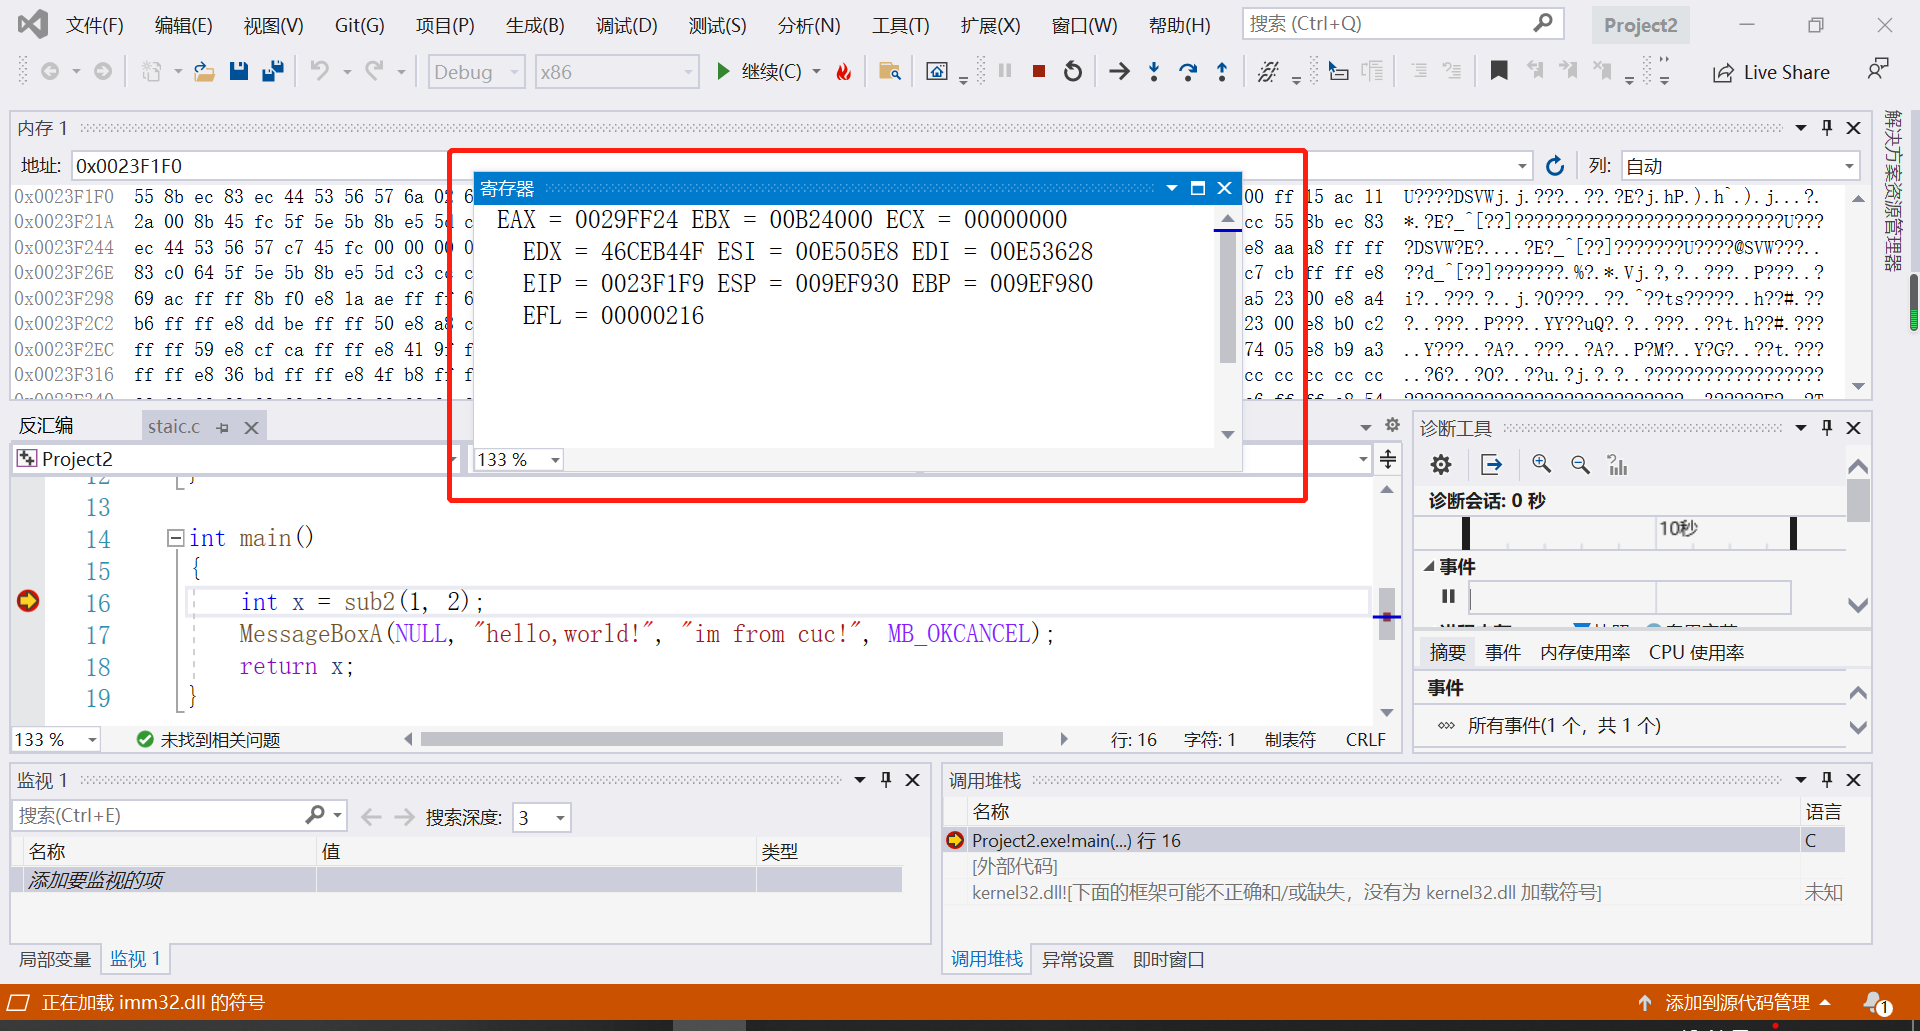 文件(F) 编辑(E) 视图(V) Git(G) 项目(P) 生成(B) 调试(D) 测试(S) 分析(N) 工具(T) 扩展(X) 窗口(W) 帮助(H) 搜索 (Ctrl+Q) Project2
Debug x86 继续(C) Live Share
内存 1
地址: 0x0023F1F0 列: 自动
0x0023F1F0 55 8b ec 83 ec 44 53 56 57 6a 02 6
00 ff 15 ac 11 U????DSVWj.j.???..??.?E?j.hP.).h`.).j...?.
0x0023F21A 2a 00 8b 45 fc 5f 5e 5b 8b e5 5d c
cc 55 8b ec 83 *.?E?_^[??]???????????????????????????U???
0x0023F244 ec 44 53 56 57 c7 45 fc 00 00 00 0
e8 aa a8 ff ff ?DSVW?E?....?E?_^[??]???????U????@SVW???..
0x0023F26E 83 c0 64 5f 5e 5b 8b e5 5d c3 cc c
c7 cb ff ff e8 ??d_^[??]???????.%?.*.Vj.?,?..???..P???..?
0x0023F298 69 ac ff ff 8b f0 e8 1a ae ff ff 6
a5 23 00 e8 a4 i?..???.?..j.?0???..??.^??ts?????..h??#.??
0x0023F2C2 b6 ff ff e8 dd be ff ff 50 e8 a8 c
23 00 e8 b0 c2 ?..???..P???..YY??uQ?.?..???..??t.h??#.???
0x0023F2EC ff ff 59 e8 cf ca ff ff e8 41 9f f
74 05 e8 b9 a3 ..Y???..?A?..???..?A?..P?M?..Y?G?..??t.???
0x0023F316 ff ff e8 36 bd ff ff e8 4f b8 ff f
cc cc cc cc cc ..?6?..?O?..??u.?j.?.?..??????????????????
寄存器
EAX = 0029FF24 EBX = 00B24000 ECX = 00000000
EDX = 46CEB44F ESI = 00E505E8 EDI = 00E53628
EIP = 0023F1F9 ESP = 009EF930 EBP = 009EF980
EFL = 00000216
133 %
反汇编 staic.c
Project2
12 }
13
14 int main()
15 {
16 int x = sub2(1, 2);
17 MessageBoxA(NULL, "hello,world!", "im from cuc!", MB_OKCANCEL);
18 return x;
19 }
133 % 未找到相关问题 行: 16 字符: 1 制表符 CRLF
诊断工具
诊断会话: 0 秒
10秒
事件
摘要 事件 内存使用率 CPU 使用率
事件
所有事件(1 个，共 1 个)
解决方案资源管理器
监视 1
搜索(Ctrl+E) 搜索深度: 3
名称 值 类型
添加要监视的项
局部变量 监视 1
调用堆栈
名称 语言
Project2.exe!main(...) 行 16 C
[外部代码]
kernel32.dll![下面的框架可能不正确和/或缺失，没有为 kernel32.dll 加载符号] 未知
调用堆栈 异常设置 即时窗口
正在加载 imm32.dll 的符号 添加到源代码管理 1